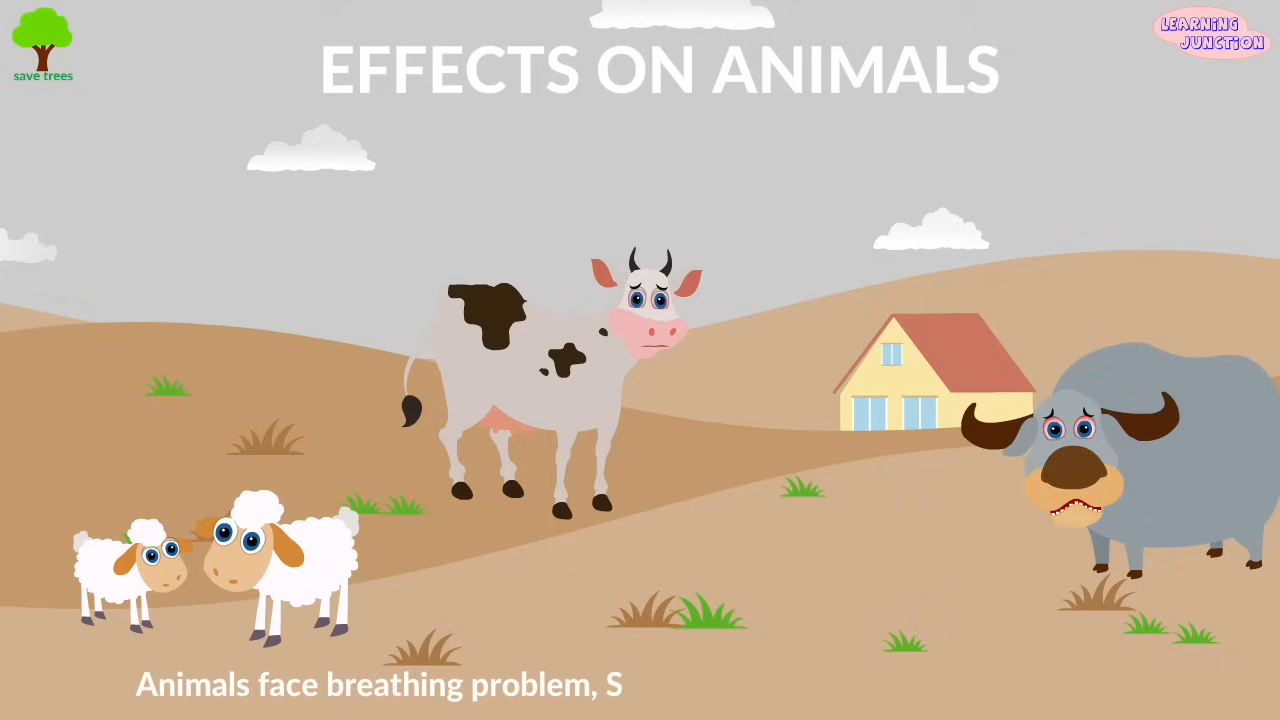 EFFECTS ON ANIMALS
save trees
LEARNING
JUNCTION
Animals face breathing problem, S